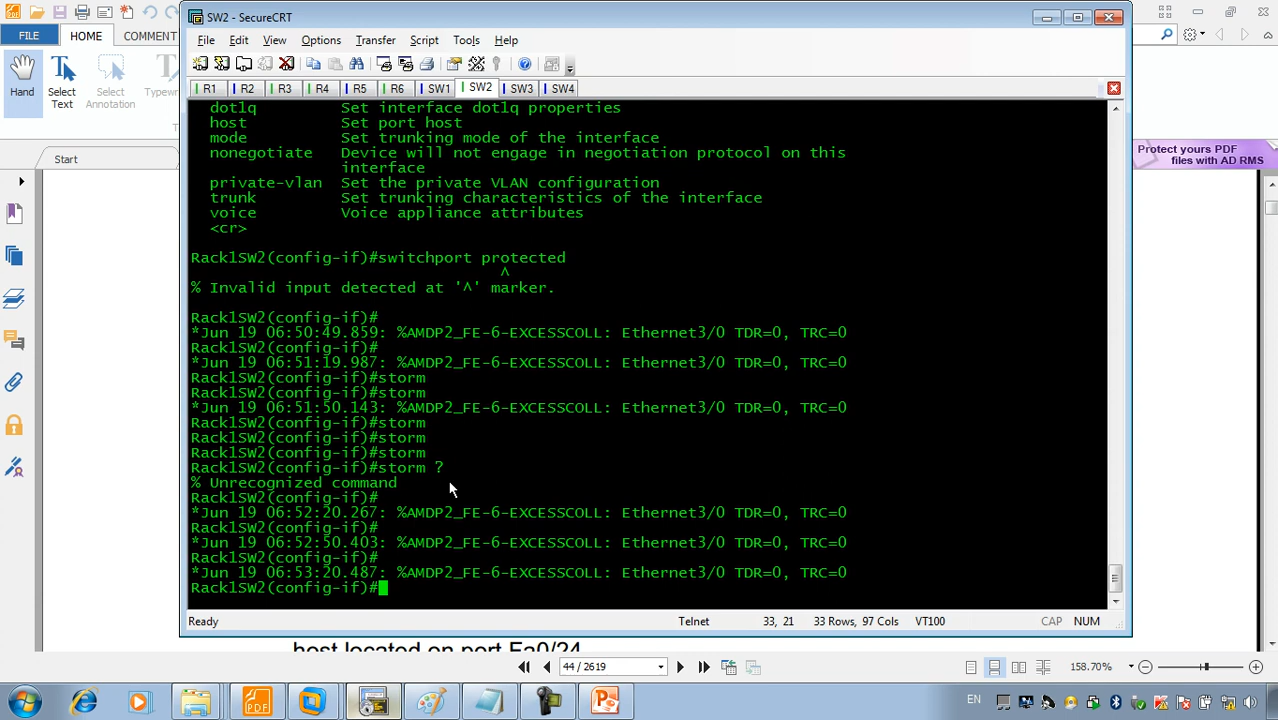 SW2 - SecureCRT
FILE
HOME
COMMENT
File Edit View Options Transfer Script Tools Help
Hand
Select Text
Select Annotation
R1 R2 R3 R4 R5 R6 SW1 SW2 SW3 SW4
Start
Protect yours PDF
files with AD RMS
dot1q Set interface dot1q properties
host Set port host
mode Set trunking mode of the interface
nonegotiate Device will not engage in negotiation protocol on this
interface
private-vlan Set the private VLAN configuration
trunk Set trunking characteristics of the interface
voice Voice appliance attributes
<cr>
Rack1SW2(config-if)#switchport protected
^
% Invalid input detected at '^' marker.
Rack1SW2(config-if)#
*Jun 19 06:50:49.859: %AMDP2_FE-6-EXCESSCOLL: Ethernet3/0 TDR=0, TRC=0
Rack1SW2(config-if)#
*Jun 19 06:51:19.987: %AMDP2_FE-6-EXCESSCOLL: Ethernet3/0 TDR=0, TRC=0
Rack1SW2(config-if)#storm
Rack1SW2(config-if)#storm
*Jun 19 06:51:50.143: %AMDP2_FE-6-EXCESSCOLL: Ethernet3/0 TDR=0, TRC=0
Rack1SW2(config-if)#storm
Rack1SW2(config-if)#storm
Rack1SW2(config-if)#storm
Rack1SW2(config-if)#storm ?
% Unrecognized command
Rack1SW2(config-if)#
*Jun 19 06:52:20.267: %AMDP2_FE-6-EXCESSCOLL: Ethernet3/0 TDR=0, TRC=0
Rack1SW2(config-if)#
*Jun 19 06:52:50.403: %AMDP2_FE-6-EXCESSCOLL: Ethernet3/0 TDR=0, TRC=0
Rack1SW2(config-if)#
*Jun 19 06:53:20.487: %AMDP2_FE-6-EXCESSCOLL: Ethernet3/0 TDR=0, TRC=0
Rack1SW2(config-if)#
Ready Telnet 33, 21 33 Rows, 97 Cols VT100 CAP NUM
host located on port Fa0/24
44 / 2619 158.70%
EN